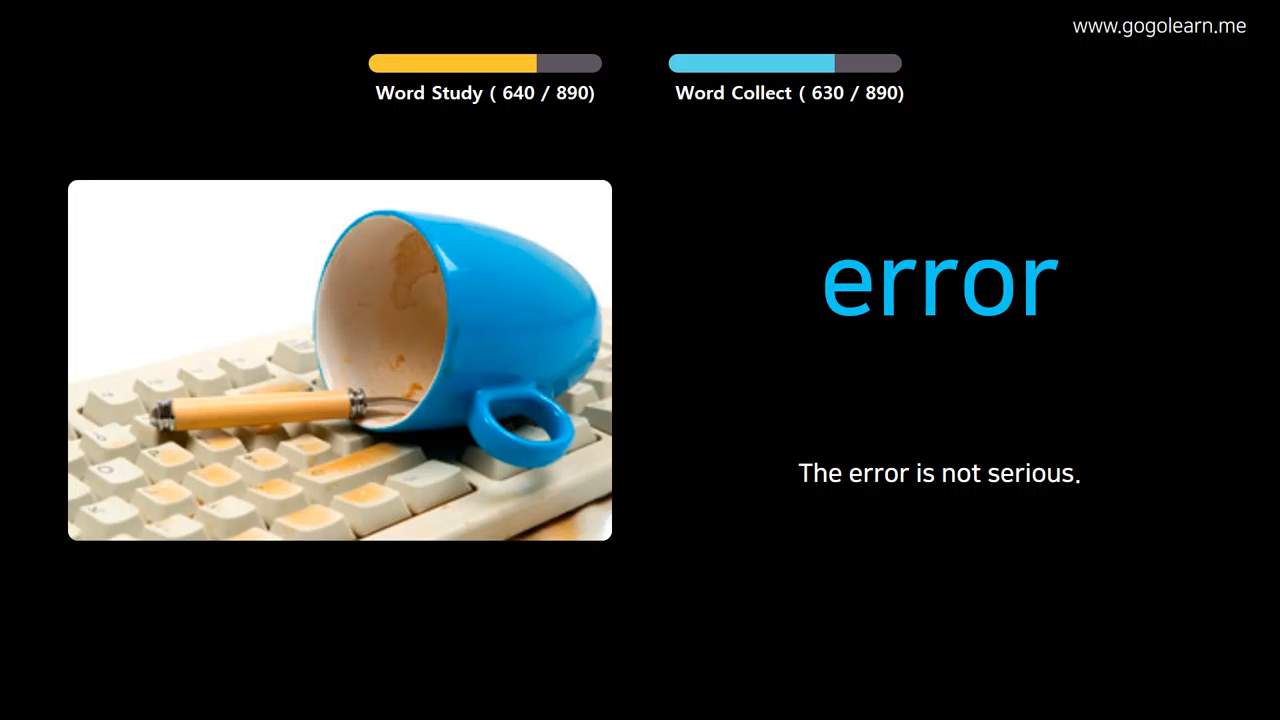 www.gogolearn.me
Word Study ( 640 / 890)
Word Collect ( 630 / 890)
error
The error is not serious.